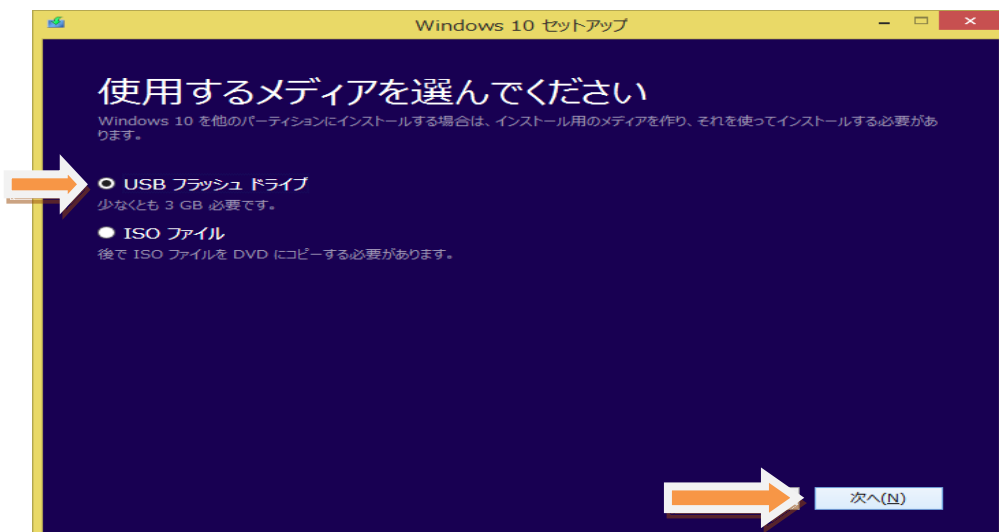 Windows 10 セットアップ
使用するメディアを選んでください
Windows 10 を他のパーティションにインストールする場合は、インストール用のメディアを作り、それを使ってインストールする必要があ
ります。
USB フラッシュ ドライブ
少なくとも 3 GB 必要です。
ISO ファイル
後で ISO ファイルを DVD にコピーする必要があります。
次へ(N)